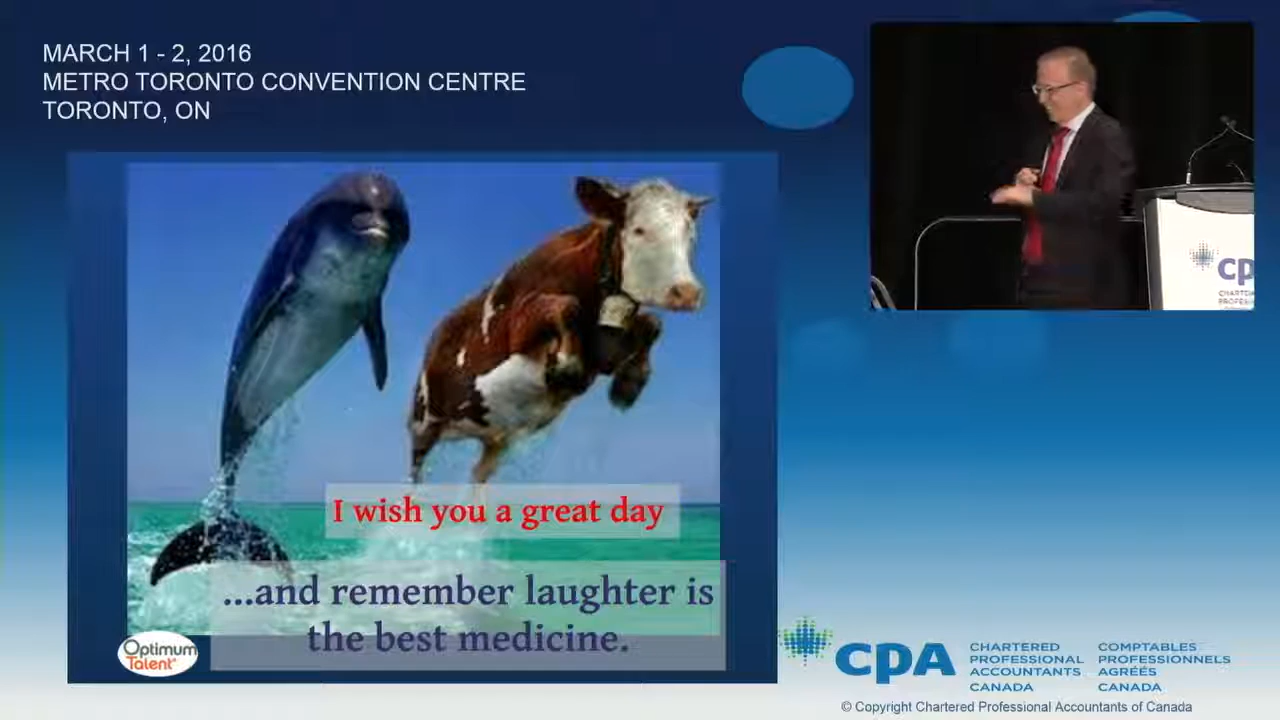 MARCH 1 - 2, 2016
METRO TORONTO CONVENTION CENTRE
TORONTO, ON
I wish you a great day
...and remember laughter is
the best medicine.
Optimum
Talent
CPA
CHARTERED
PROFESSIONAL
ACCOUNTANTS
CANADA
COMPTABLES
PROFESSIONNELS
AGRÉÉS
CANADA
© Copyright Chartered Professional Accountants of Canada